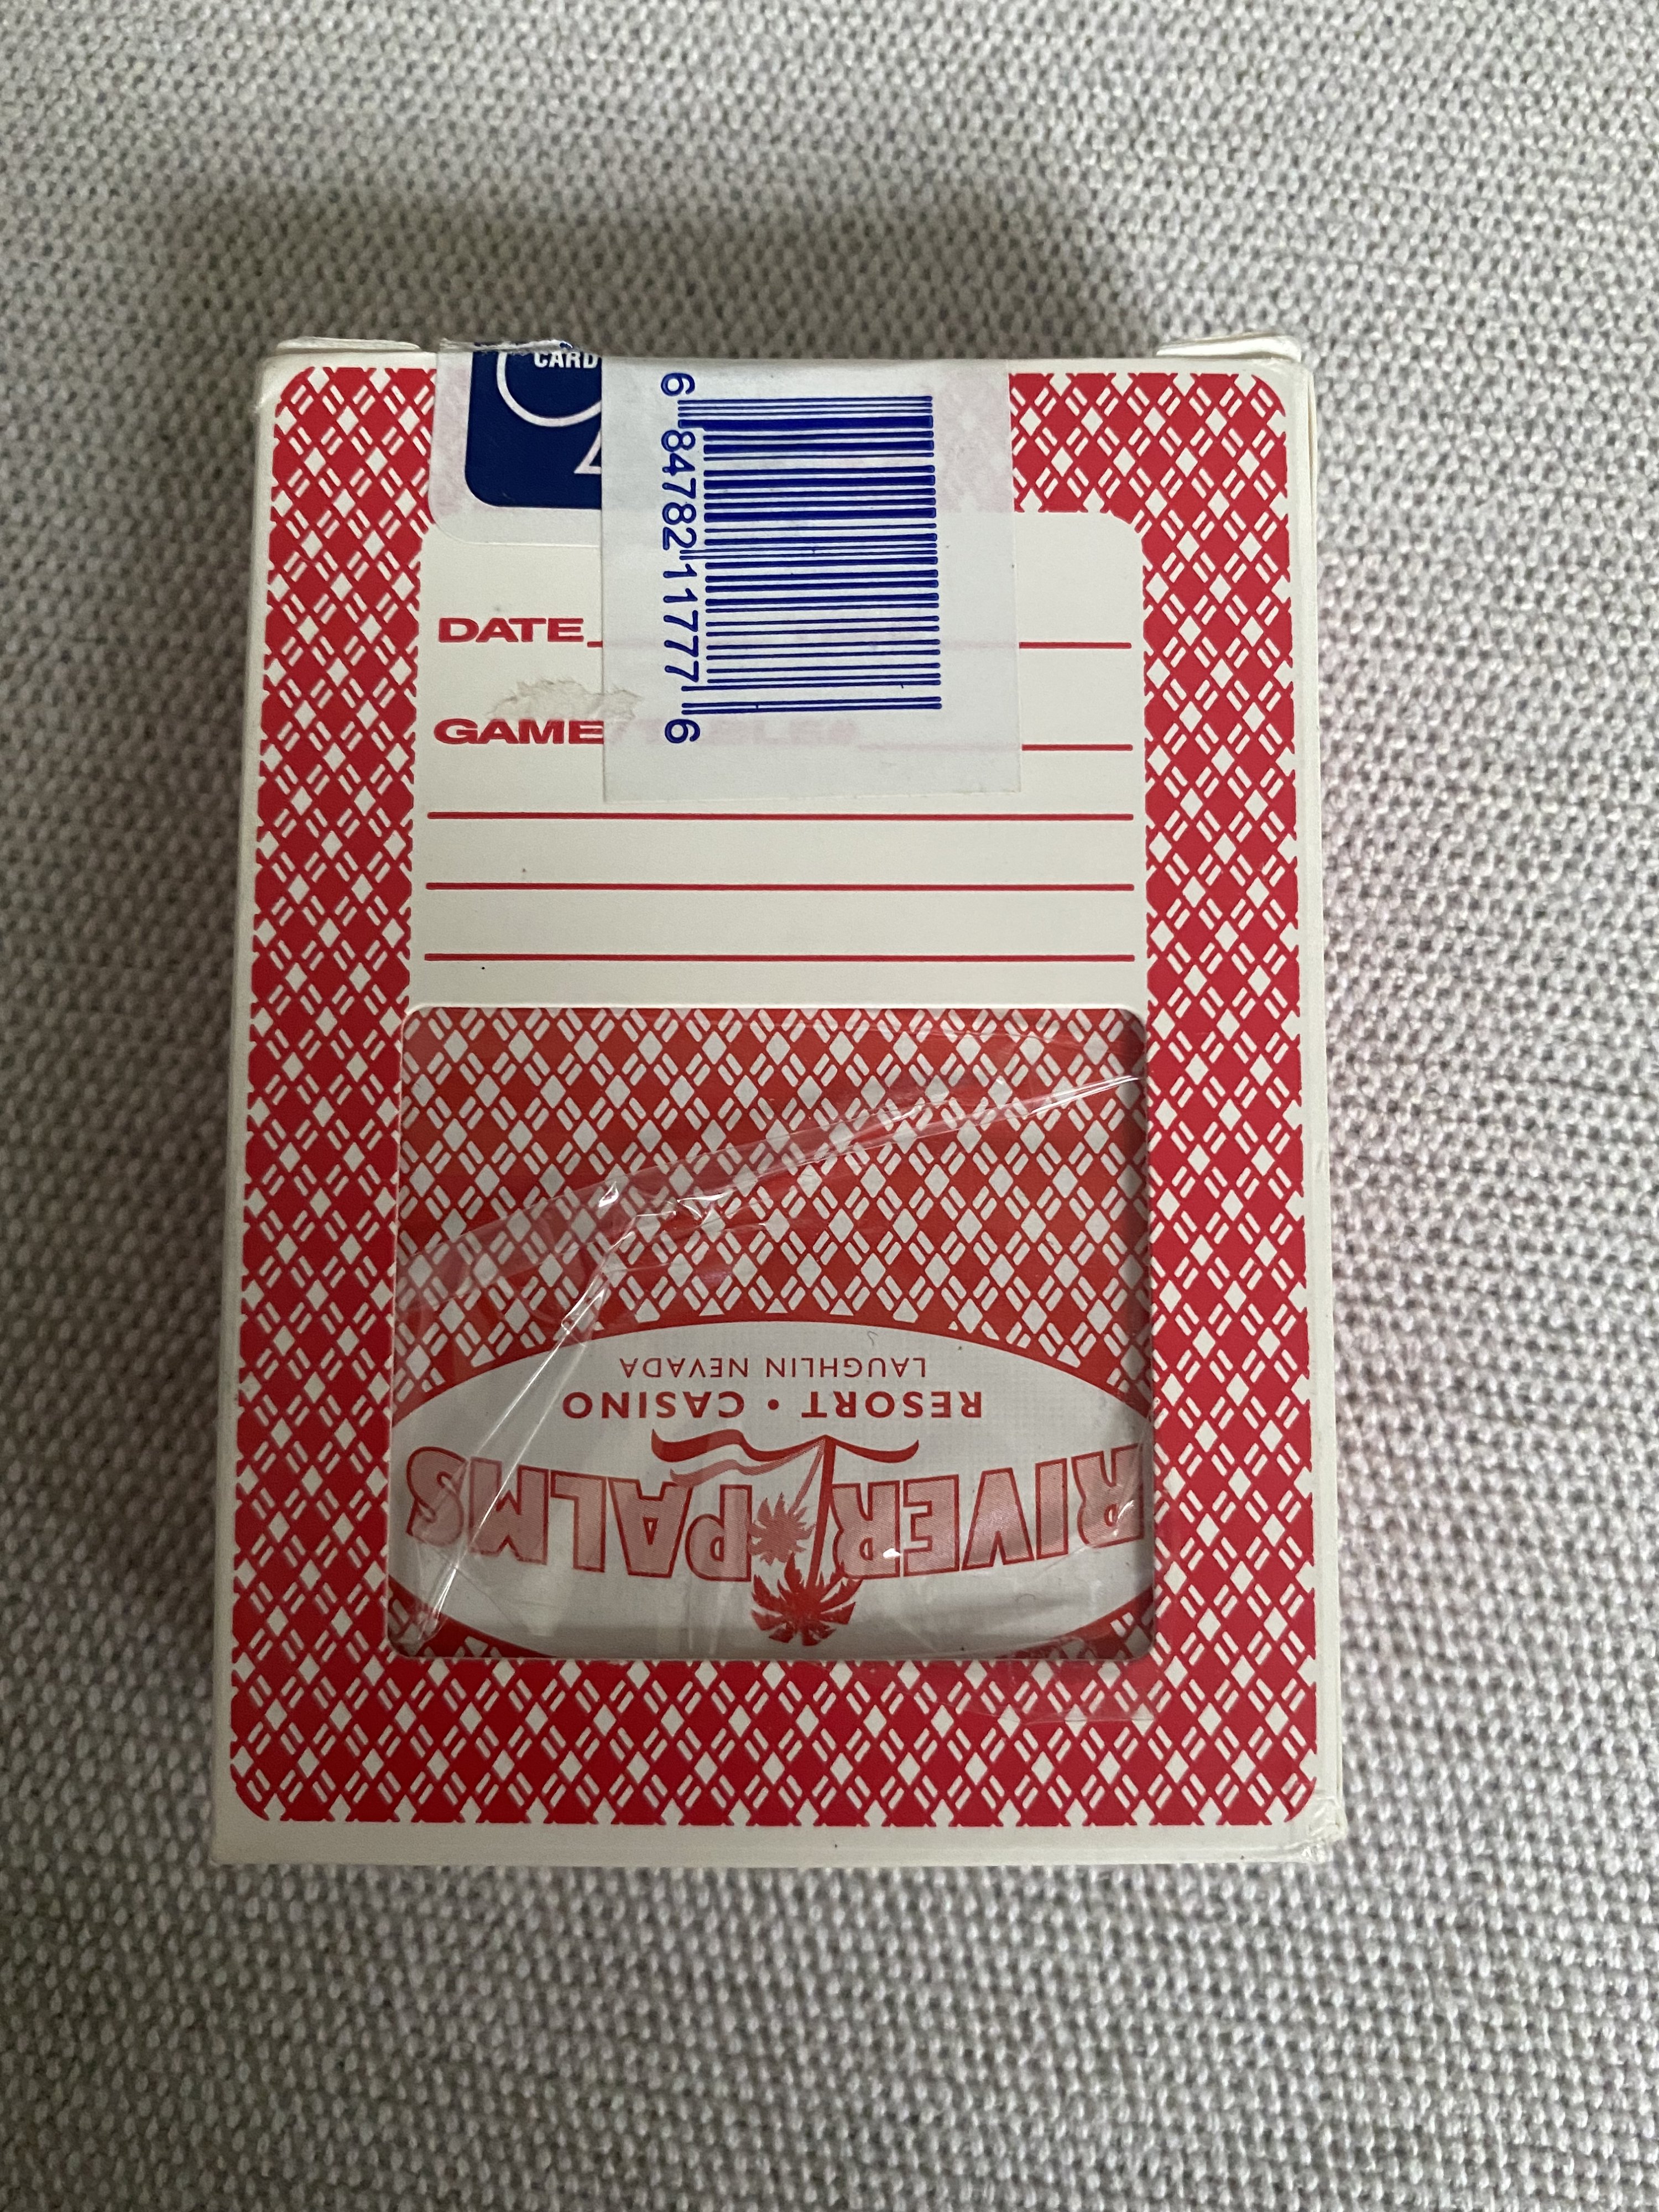 CARD
6 84782 11777 6
DATE
GAME
RIVER PALMS
RESORT • CASINO
LAUGHLIN NEVADA